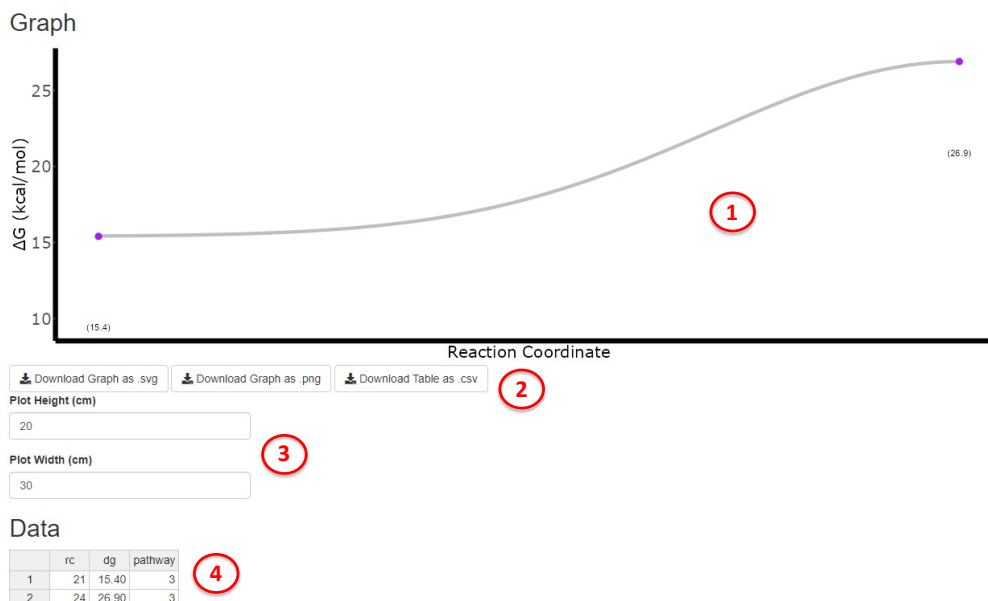 Graph
25
20
15
10
ΔG (kcal/mol)
(26.9)
1
(15.4)
Reaction Coordinate
Download Graph as .svg Download Graph as .png Download Table as .csv
2
Plot Height (cm)
20
3
Plot Width (cm)
30
Data
rc dg pathway
1 21 15.40 3
4
2 24 26.90 3